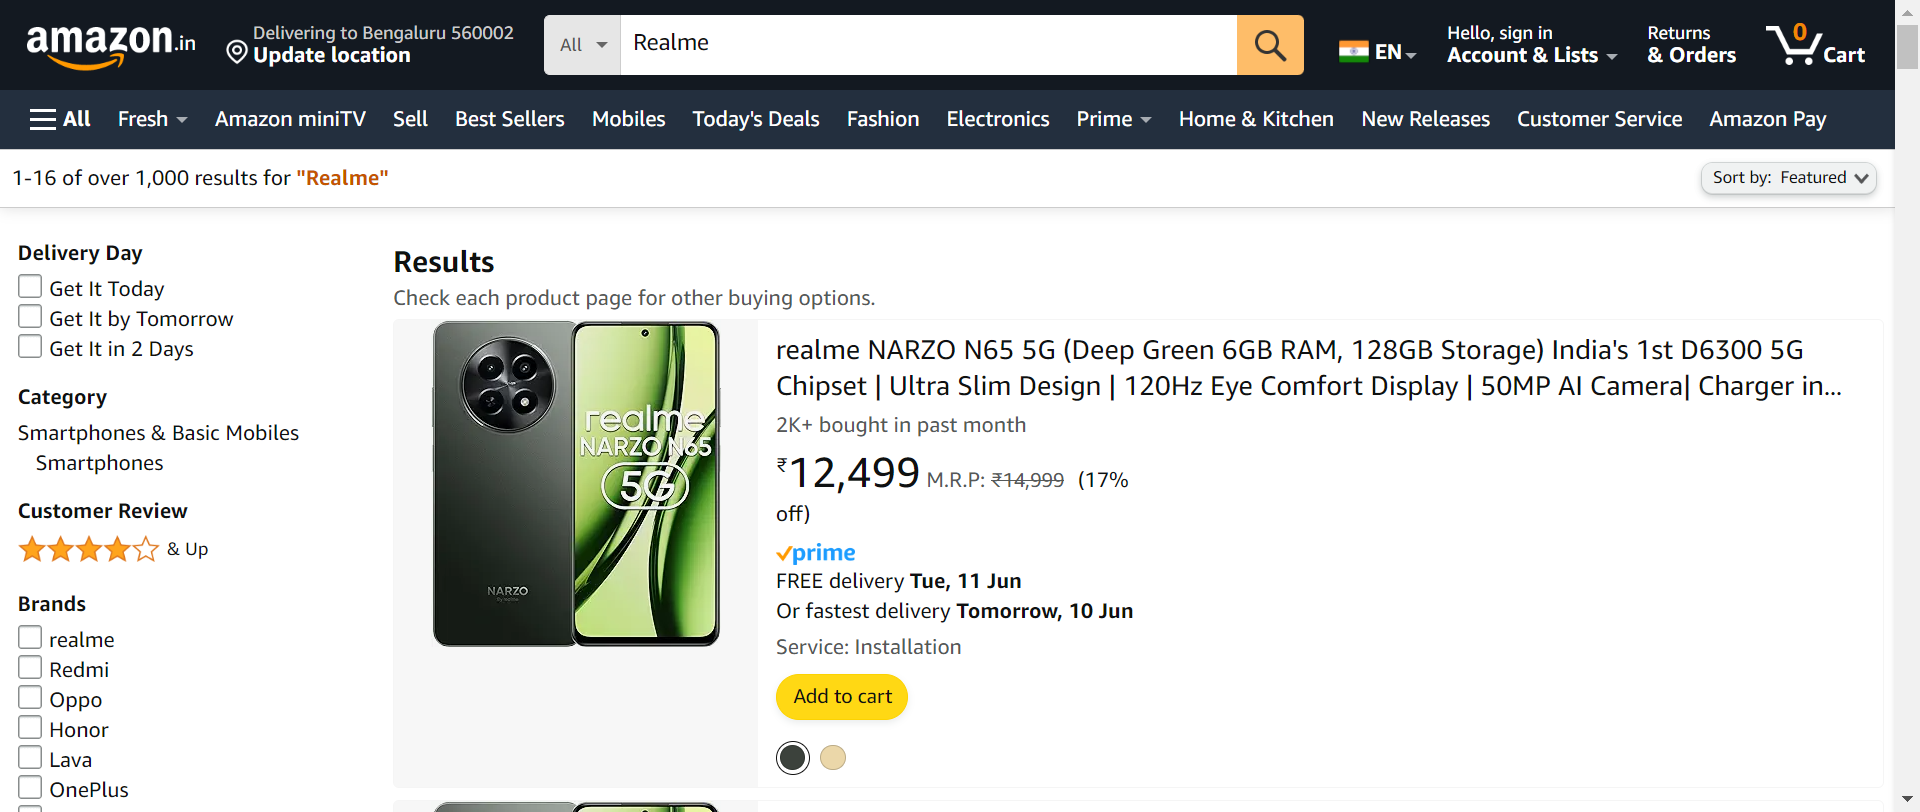 amazon.in
Delivering to Bengaluru 560002
Update location
All
Realme
EN
Hello, sign in
Account & Lists
Returns
& Orders
0
Cart
All
Fresh
Amazon miniTV
Sell
Best Sellers
Mobiles
Today's Deals
Fashion
Electronics
Prime
Home & Kitchen
New Releases
Customer Service
Amazon Pay
1-16 of over 1,000 results for "Realme"
Sort by: Featured
Delivery Day
Get It Today
Get It by Tomorrow
Get It in 2 Days
Category
Smartphones & Basic Mobiles
Smartphones
Customer Review
& Up
Brands
realme
Redmi
Oppo
Honor
Lava
OnePlus
Results
Check each product page for other buying options.
realme
NARZO N65
5G
NARZO
by realme
realme NARZO N65 5G (Deep Green 6GB RAM, 128GB Storage) India's 1st D6300 5G
Chipset | Ultra Slim Design | 120Hz Eye Comfort Display | 50MP AI Camera| Charger in...
2K+ bought in past month
₹12,499 M.R.P: ₹14,999 (17%
off)
prime
FREE delivery Tue, 11 Jun
Or fastest delivery Tomorrow, 10 Jun
Service: Installation
Add to cart